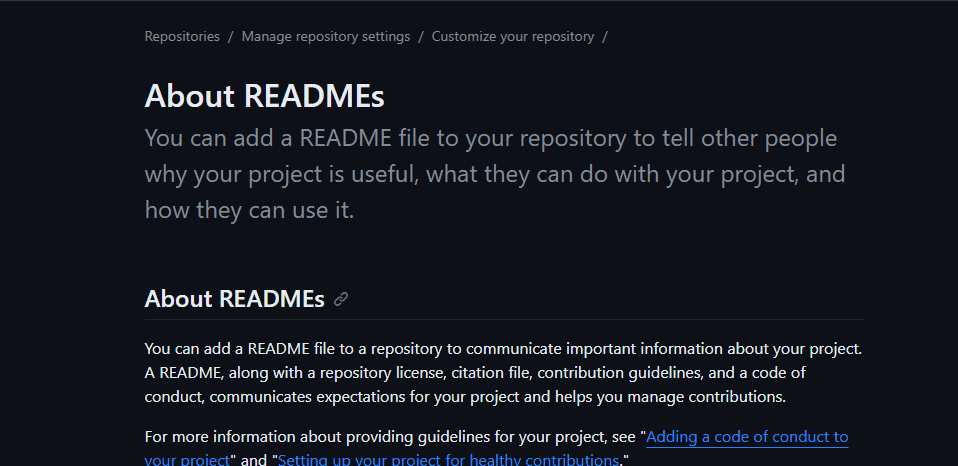 Repositories / Manage repository settings / Customize your repository /
About READMEs
You can add a README file to your repository to tell other people
why your project is useful, what they can do with your project, and
how they can use it.
About READMEs
You can add a README file to a repository to communicate important information about your project.
A README, along with a repository license, citation file, contribution guidelines, and a code of
conduct, communicates expectations for your project and helps you manage contributions.
For more information about providing guidelines for your project, see "Adding a code of conduct to
your project" and "Setting up your project for healthy contributions."